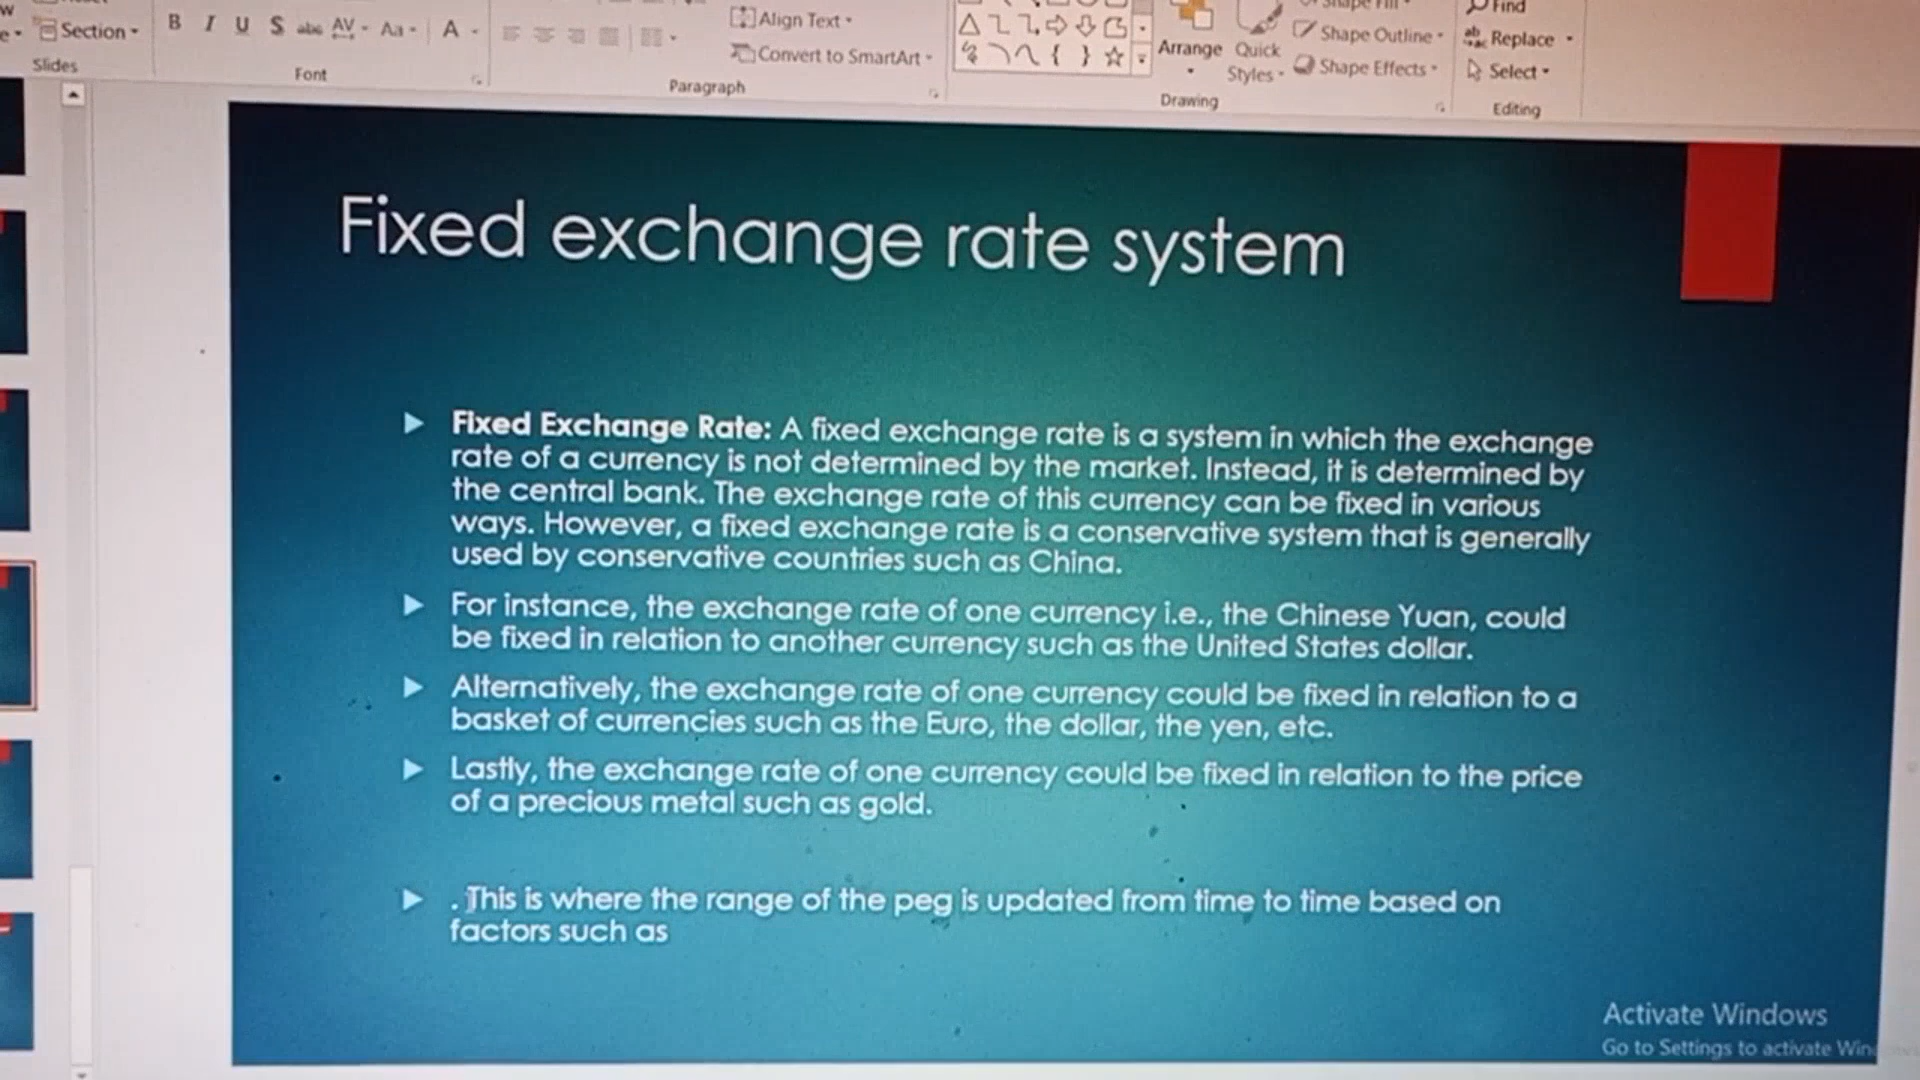 Section
Slides
B I U S abc AV Aa A
Font
Align Text
Convert to SmartArt
Paragraph
Arrange
Quick
Styles
Shape Outline
Shape Effects
Drawing
Find
Replace
Select
Editing
Fixed exchange rate system
Fixed Exchange Rate: A fixed exchange rate is a system in which the exchange
rate of a currency is not determined by the market. Instead, it is determined by
the central bank. The exchange rate of this currency can be fixed in various
ways. However, a fixed exchange rate is a conservative system that is generally
used by conservative countries such as China.
For instance, the exchange rate of one currency i.e., the Chinese Yuan, could
be fixed in relation to another currency such as the United States dollar.
Alternatively, the exchange rate of one currency could be fixed in relation to a
basket of currencies such as the Euro, the dollar, the yen, etc.
Lastly, the exchange rate of one currency could be fixed in relation to the price
of a precious metal such as gold.
. This is where the range of the peg is updated from time to time based on
factors such as
Activate Windows
Go to Settings to activate